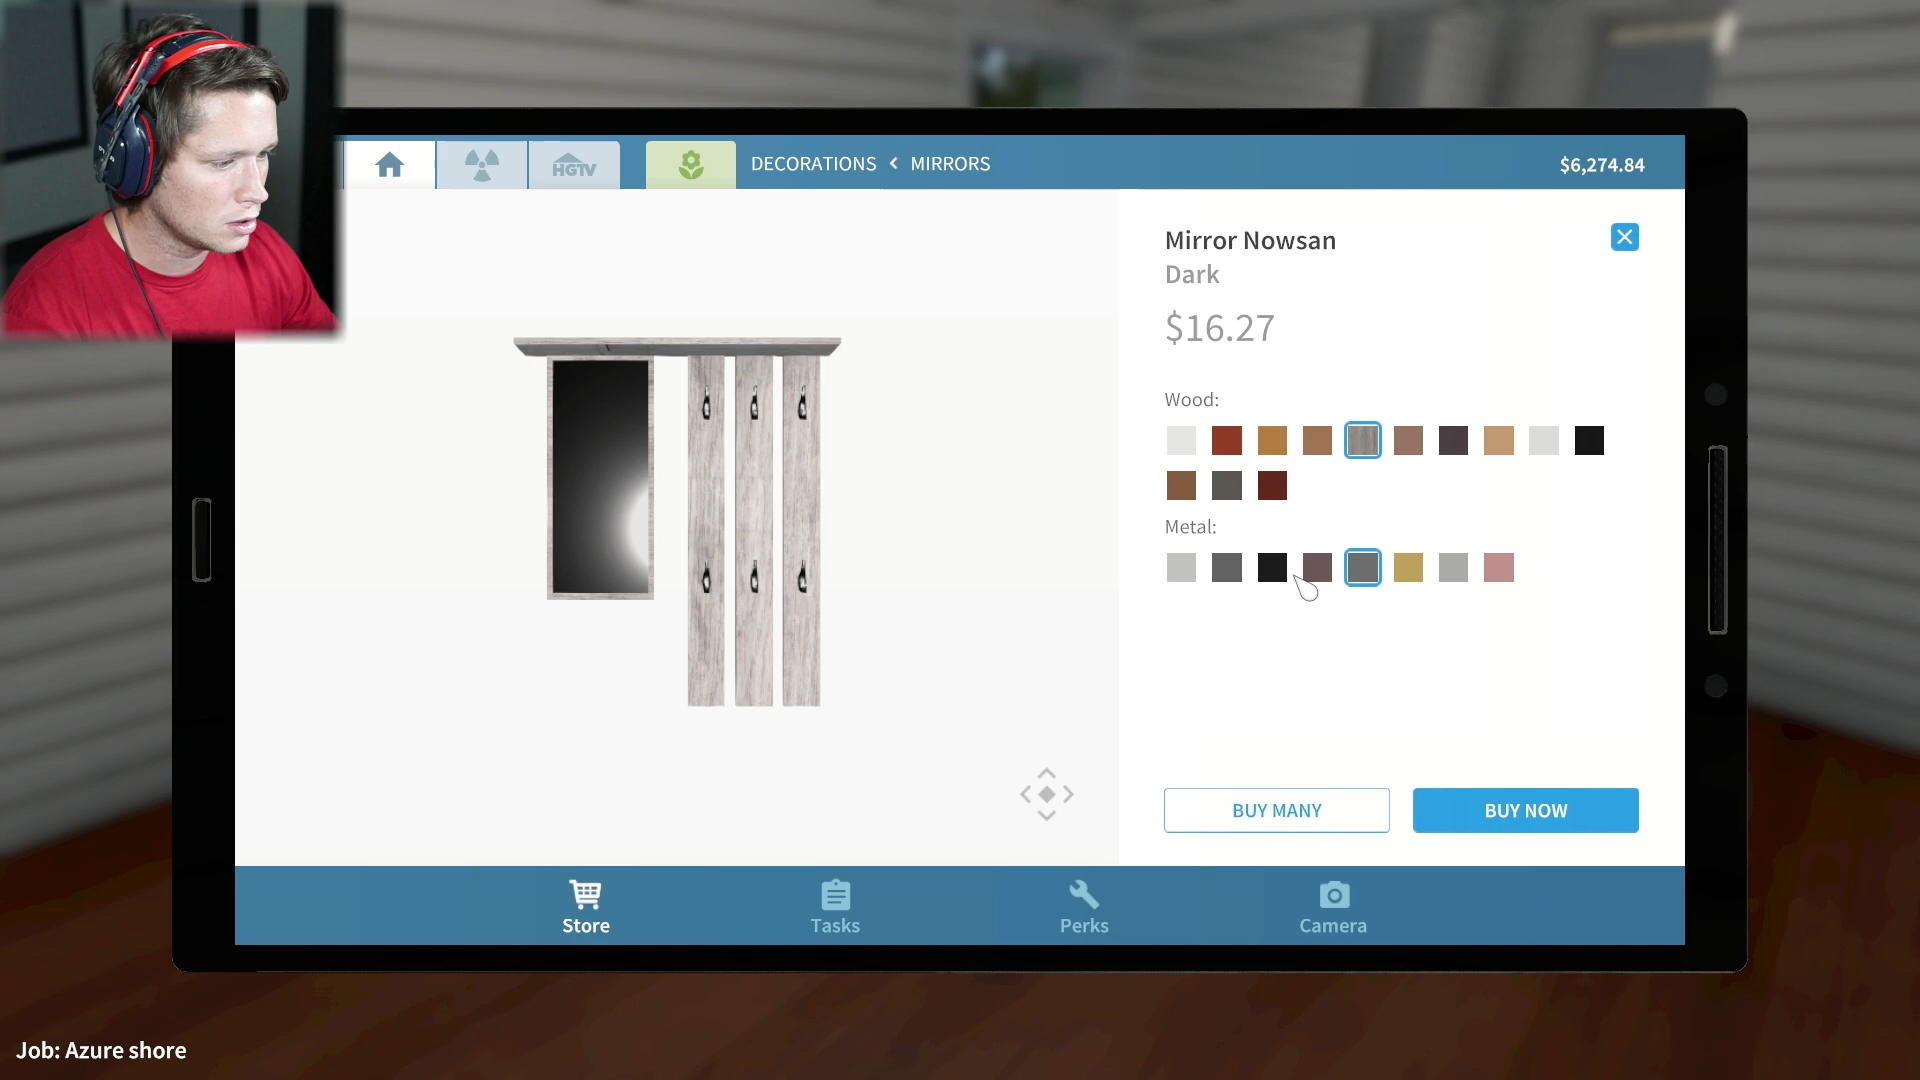 HGTV
DECORATIONS < MIRRORS
$6,274.84
Mirror Nowsan
Dark
$16.27
Wood:
Metal:
BUY MANY
BUY NOW
Store
Tasks
Perks
Camera
Job: Azure shore